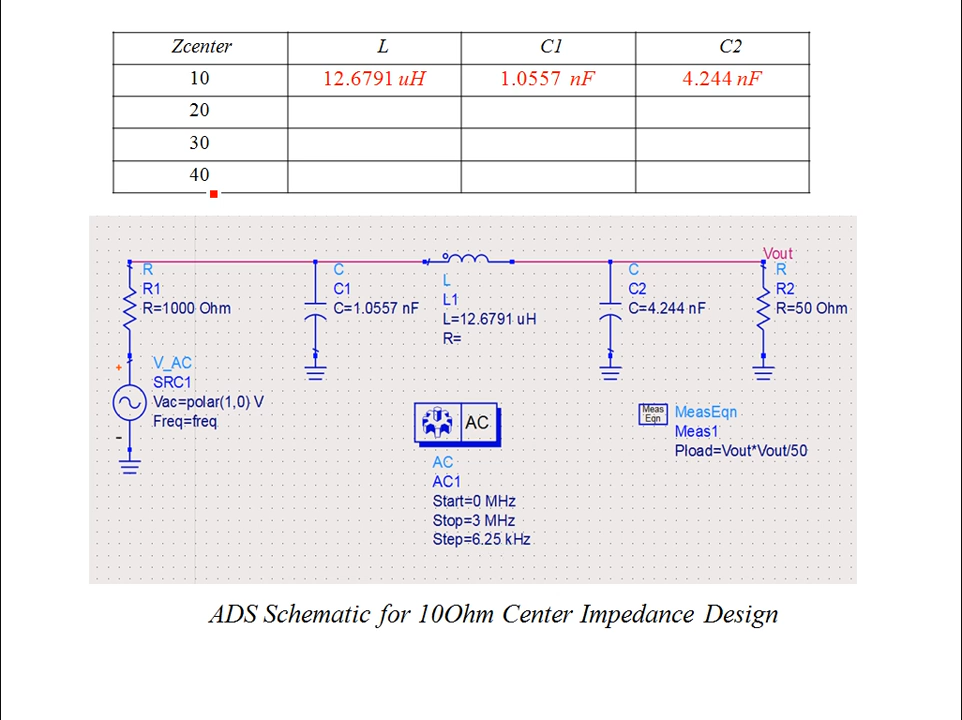 Zcenter L C1 C2
10 12.6791 uH 1.0557 nF 4.244 nF
20
30
40
Vout
R
R1
R=1000 Ohm
C
C1
C=1.0557 nF
L
L1
L=12.6791 uH
R=
C
C2
C=4.244 nF
R
R2
R=50 Ohm
+
V_AC
SRC1
Vac=polar(1,0) V
Freq=freq
-
AC
AC
AC1
Start=0 MHz
Stop=3 MHz
Step=6.25 kHz
Meas
Eqn
MeasEqn
Meas1
Pload=Vout*Vout/50
ADS Schematic for 10Ohm Center Impedance Design